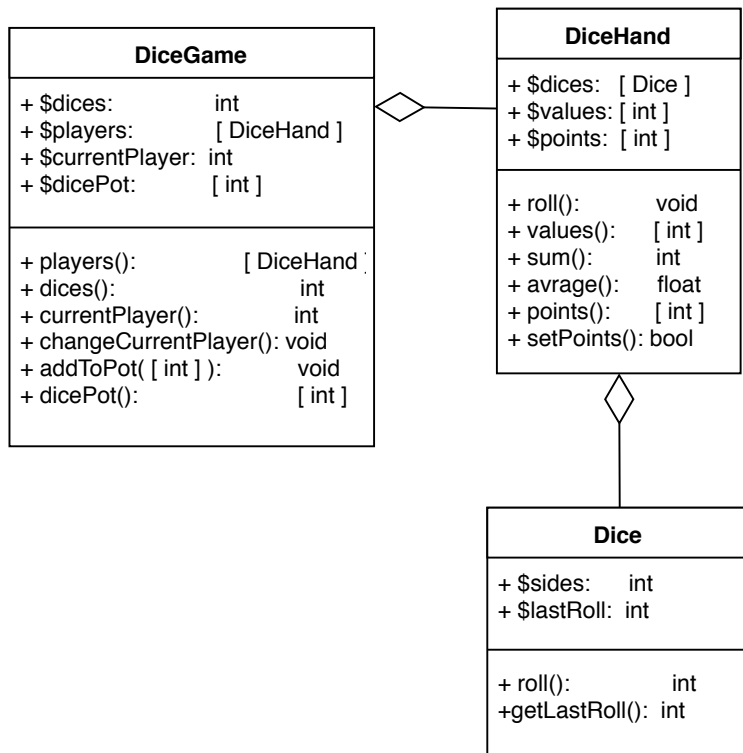 DiceGame
+ $dices: int
+ $players: [ DiceHand ]
+ $currentPlayer: int
+ $dicePot: [ int ]
+ players(): [ DiceHand ]
+ dices(): int
+ currentPlayer(): int
+ changeCurrentPlayer(): void
+ addToPot( [ int ] ): void
+ dicePot(): [ int ]
DiceHand
+ $dices: [ Dice ]
+ $values: [ int ]
+ $points: [ int ]
+ roll(): void
+ values(): [ int ]
+ sum(): int
+ avrage(): float
+ points(): [ int ]
+ setPoints(): bool
Dice
+ $sides: int
+ $lastRoll: int
+ roll(): int
+getLastRoll(): int